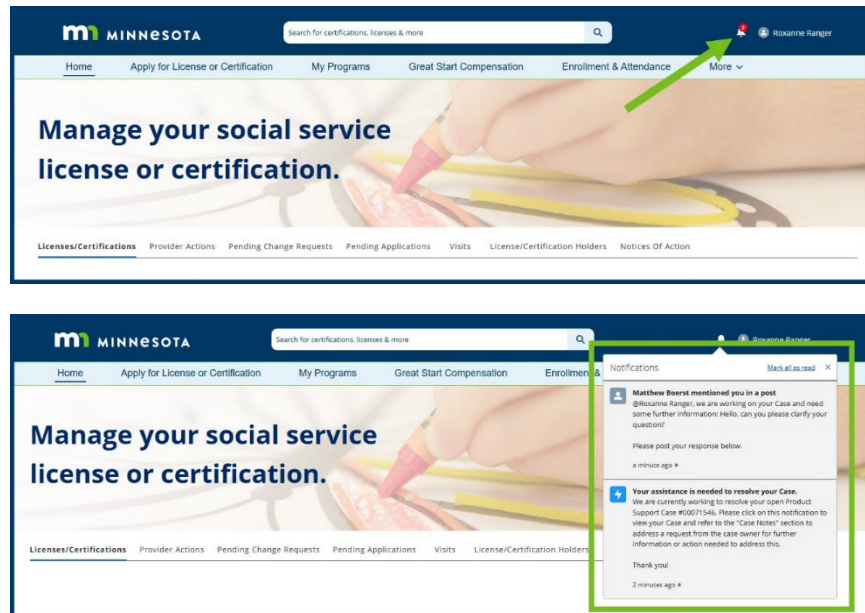 MINNESOTA
Search for certifications, licenses & more
2
Roxanne Ranger
Home Apply for License or Certification My Programs Great Start Compensation Enrollment & Attendance More
Manage your social service
license or certification.
Licenses/Certifications Provider Actions Pending Change Requests Pending Applications Visits License/Certification Holders Notices Of Action
MINNESOTA
Search for certifications, licenses & more
Roxanne Ranger
Home Apply for License or Certification My Programs Great Start Compensation Enrollment &
Manage your social service
license or certification.
Licenses/Certifications Provider Actions Pending Change Requests Pending Applications Visits License/Certification Holders
Notifications Mark all as read ×
Matthew Boerst mentioned you in a post
@Roxanne Ranger, we are working on your Case and need
some further information: Hello, can you please clarify your
question?
Please post your response below.
a minute ago
Your assistance is needed to resolve your Case.
We are currently working to resolve your open Product
Support Case #00071546. Please click on this notification to
view your Case and refer to the "Case Notes" section to
address a request from the case owner for further
information or action needed to address this.
Thank you!
2 minutes ago